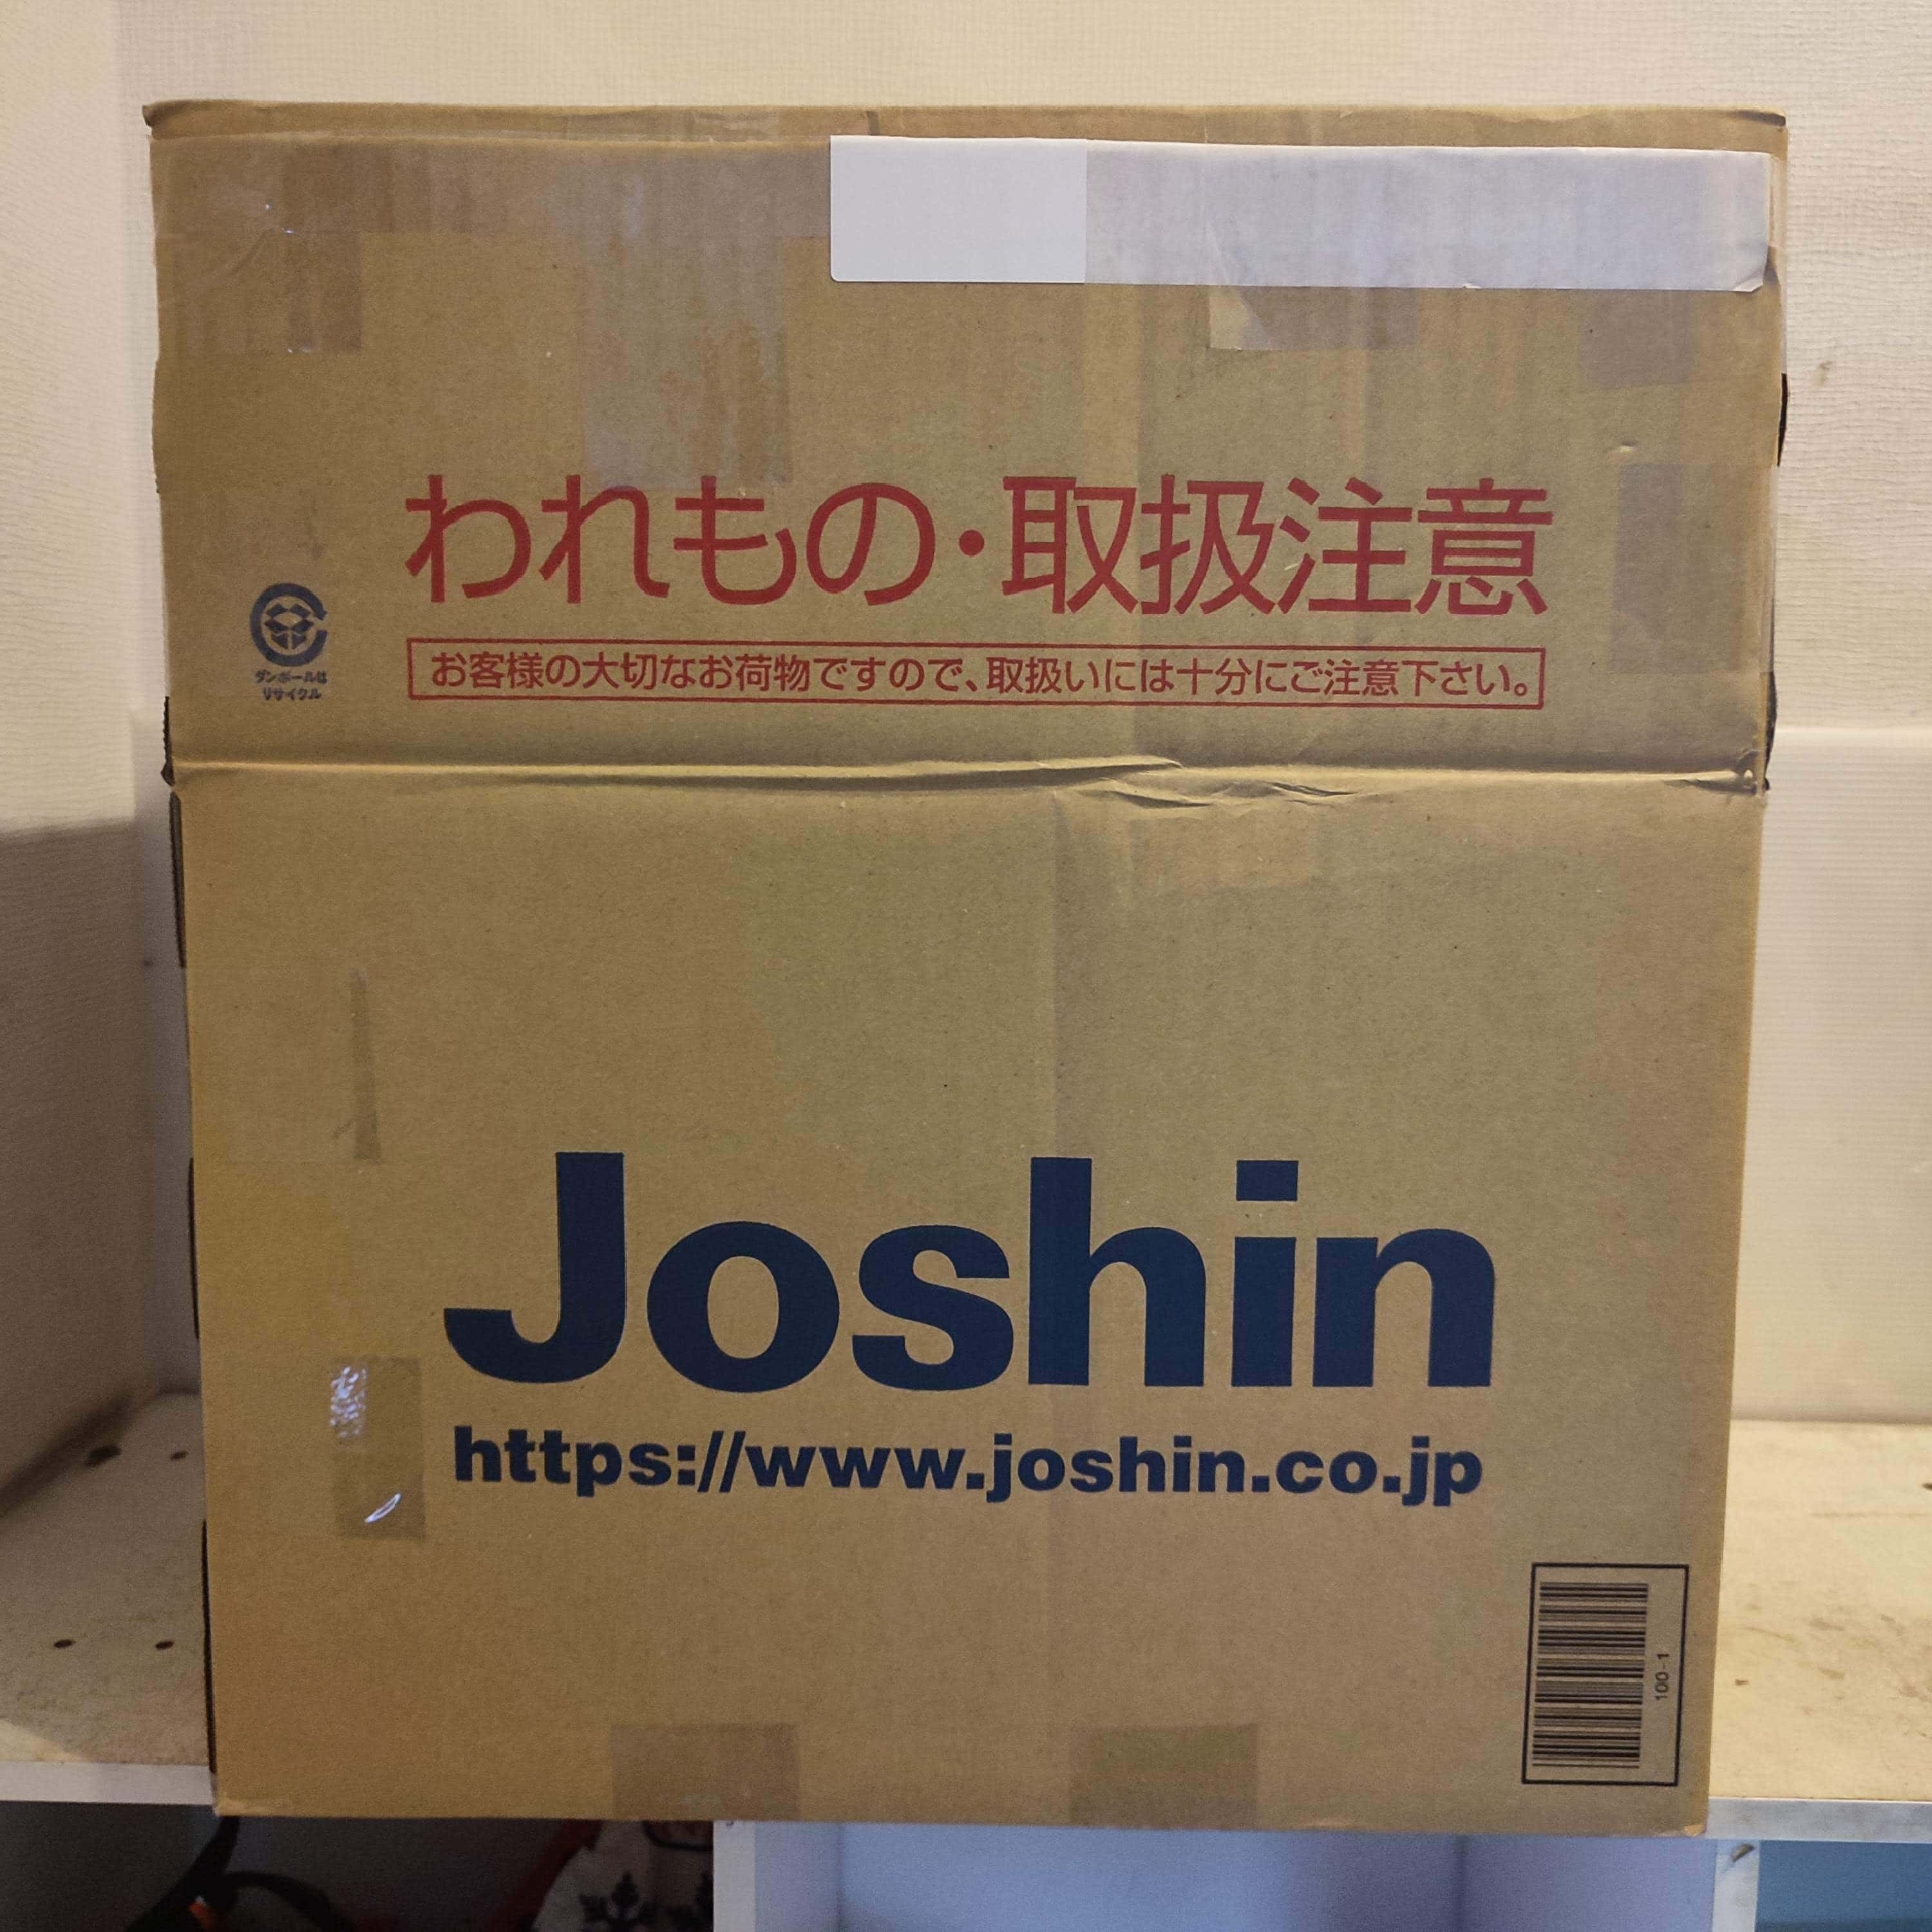 われもの・取扱注意
お客様の大切なお荷物ですので、取扱いには十分にご注意下さい。
ダンボールは
リサイクル
Joshin
https://www.joshin.co.jp
100-1